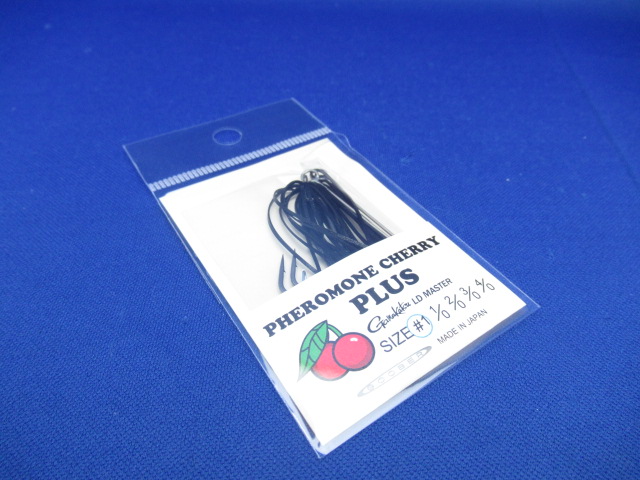 PHEROMONE CHERRY
PLUS
Gamakatsu LD MASTER
SIZE #1 1/0 2/0 3/0 4/0
MADE IN JAPAN